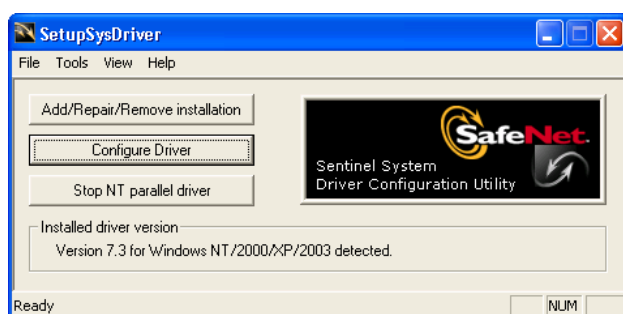 SetupSysDriver
File Tools View Help
Add/Repair/Remove installation
Configure Driver
Stop NT parallel driver
SafeNet.
Sentinel System
Driver Configuration Utility
Installed driver version
Version 7.3 for Windows NT/2000/XP/2003 detected.
Ready NUM